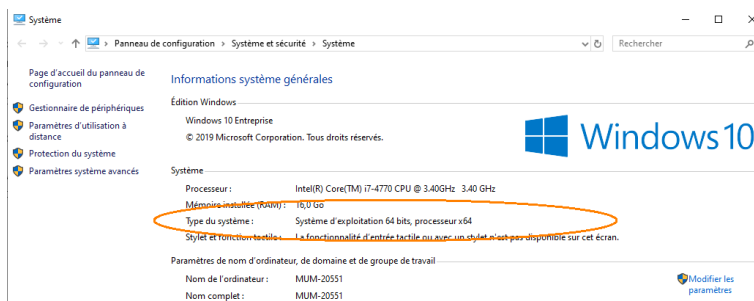 Système
Panneau de configuration > Système et sécurité > Système
Rechercher
Page d'accueil du panneau de
configuration
Gestionnaire de périphériques
Paramètres d'utilisation à
distance
Protection du système
Paramètres système avancés
Informations système générales
Édition Windows
Windows 10 Entreprise
© 2019 Microsoft Corporation. Tous droits réservés.
Windows 10
Système
Processeur : Intel(R) Core(TM) i7-4770 CPU @ 3.40GHz 3.40 GHz
Mémoire installée (RAM) : 16,0 Go
Type du système : Système d'exploitation 64 bits, processeur x64
Stylet et fonction tactile : La fonctionnalité d'entrée tactile ou avec un stylet n'est pas disponible sur cet écran.
Paramètres de nom d'ordinateur, de domaine et de groupe de travail
Nom de l'ordinateur : MUM-20551
Nom complet : MUM-20551
Modifier les
paramètres